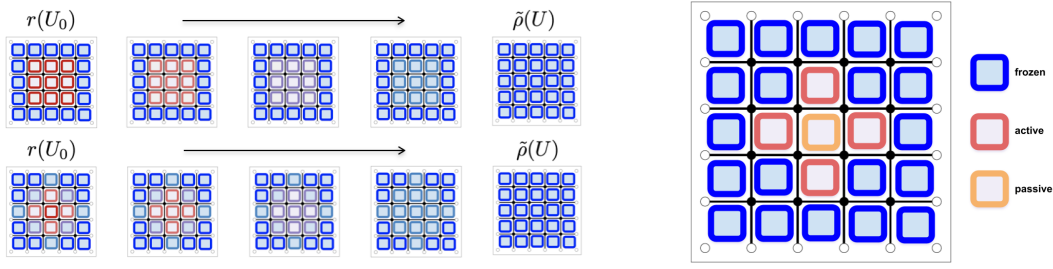 r(U₀) ρ̃(U)
r(U₀) ρ̃(U)
frozen
active
passive